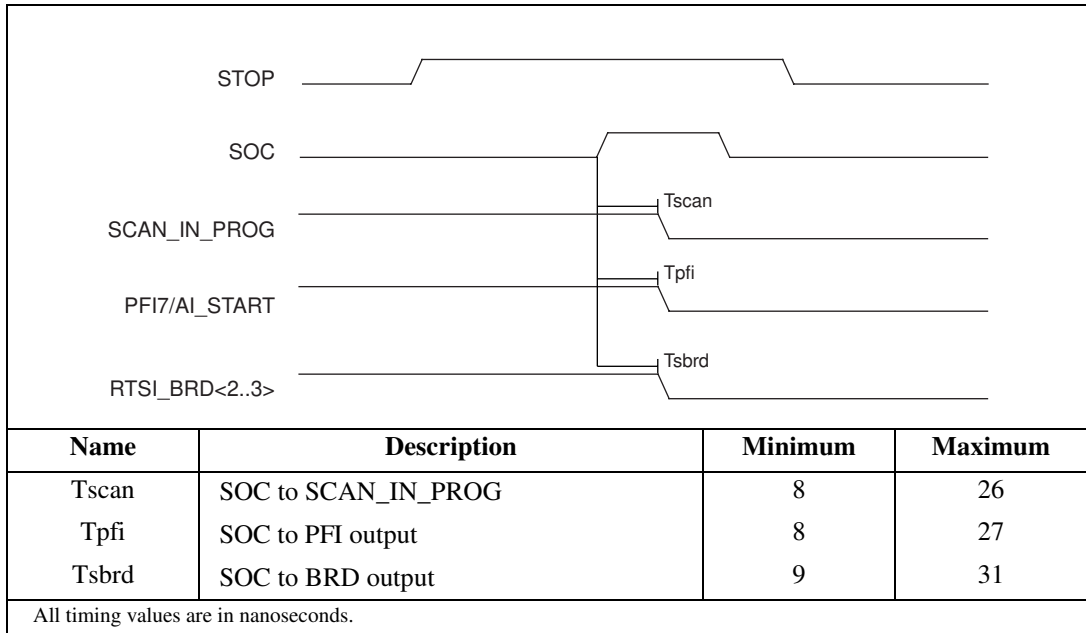 STOP
SOC
Tscan
SCAN_IN_PROG
Tpfi
PFI7/AI_START
Tsbrd
RTSI_BRD<2..3>
Name Description Minimum Maximum
Tscan SOC to SCAN_IN_PROG 8 26
Tpfi SOC to PFI output 8 27
Tsbrd SOC to BRD output 9 31
All timing values are in nanoseconds.